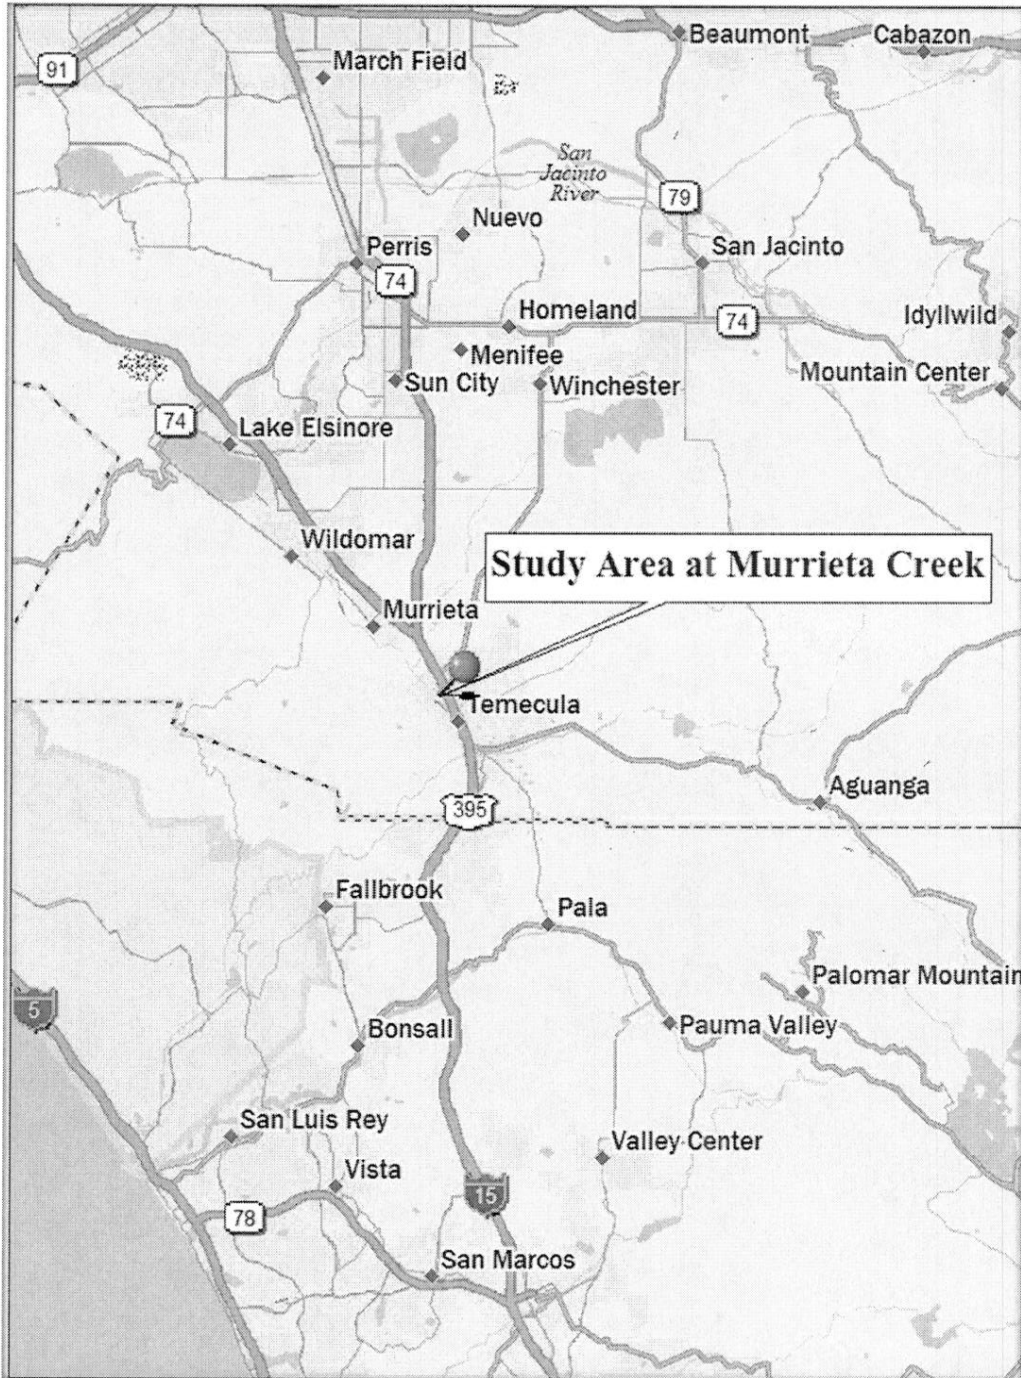 Beaumont
Cabazon
91
March Field
San
Jacinto
River
79
Nuevo
Perris
San Jacinto
74
Homeland
74
Idyllwild
Menifee
Sun City
Winchester
Mountain Center
74
Lake Elsinore
Wildomar
Study Area at Murrieta Creek
Murrieta
Temecula
Aguanga
395
Fallbrook
Pala
Palomar Mountain
5
Bonsall
Pauma Valley
San Luis Rey
Valley Center
Vista
15
78
San Marcos